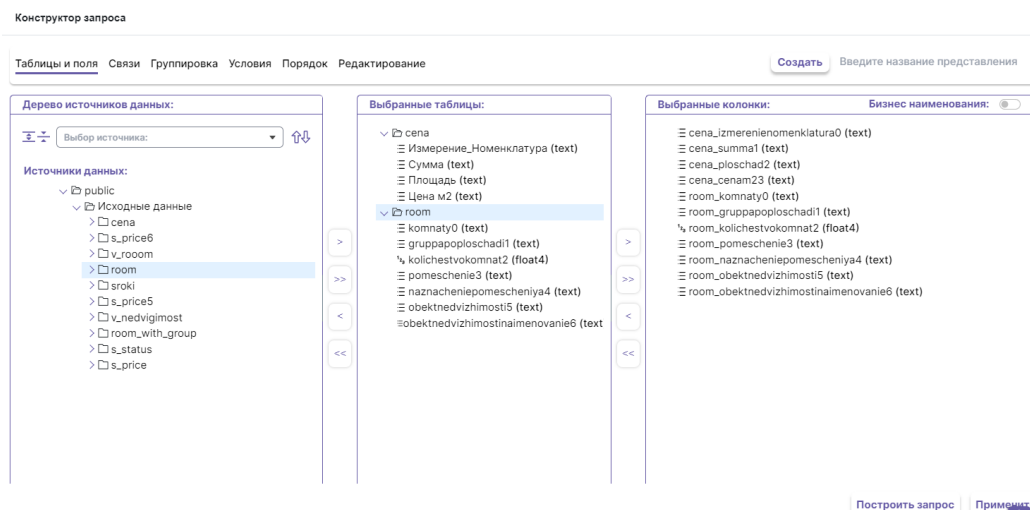 Конструктор запроса
Таблицы и поля Связи Группировка Условия Порядок Редактирование
Создать
Введите название представления
Дерево источников данных:
Выбор источника:
Источники данных:
public
Исходные данные
cena
s_price6
v_rooom
room
sroki
s_price5
v_nedvigimost
room_with_group
s_status
s_price
>
>>
<
<<
Выбранные таблицы:
cena
Измерение_Номенклатура (text)
Сумма (text)
Площадь (text)
Цена м2 (text)
room
komnaty0 (text)
gruppapoploschadi1 (text)
kolichestvokomnat2 (float4)
pomeschenie3 (text)
naznacheniepomescheniya4 (text)
obektnedvizhimosti5 (text)
obektnedvizhimostinaimenovanie6 (text
>
>>
<
<<
Выбранные колонки:
Бизнес наименования:
cena_izmerenienomenklatura0 (text)
cena_summa1 (text)
cena_ploschad2 (text)
cena_cenam23 (text)
room_komnaty0 (text)
room_gruppapoploschadi1 (text)
room_kolichestvokomnat2 (float4)
room_pomeschenie3 (text)
room_naznacheniepomescheniya4 (text)
room_obektnedvizhimosti5 (text)
room_obektnedvizhimostinaimenovanie6 (text)
Построить запрос